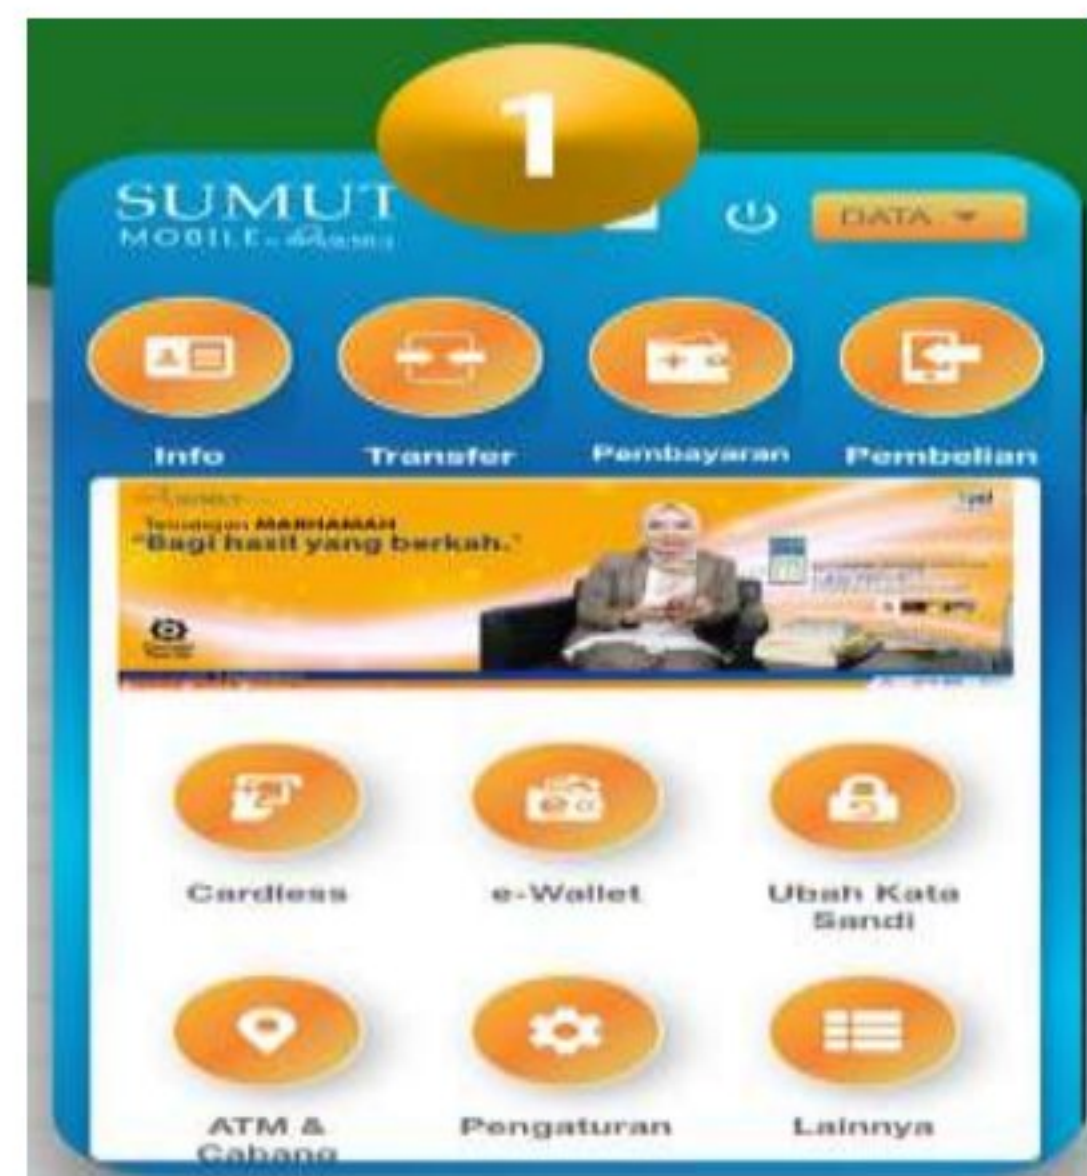 1
SUMUT
MOBILE
DATA
Info
Transfer
Pembayaran
Pembelian
MARHAMAH
"Bagi hasil yang berkah."
Cardless
e-Wallet
Ubah Kata
Sandi
ATM &
Cabang
Pengaturan
Lainnya